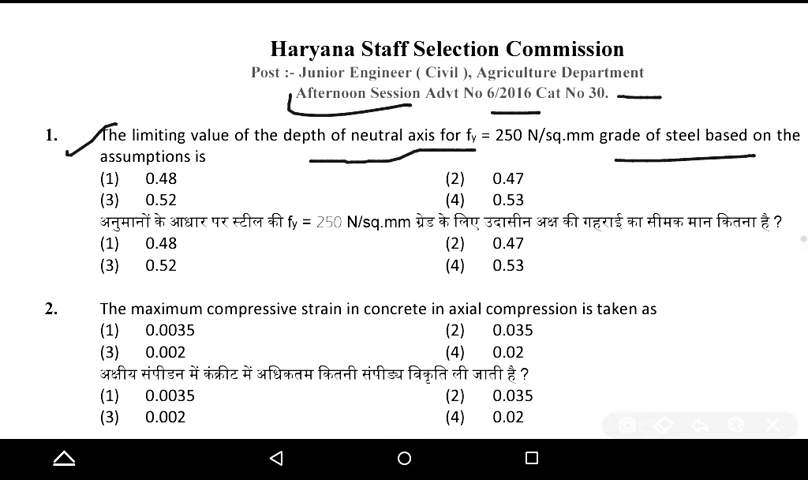 Haryana Staff Selection Commission
Post :- Junior Engineer ( Civil ), Agriculture Department
Afternoon Session Advt No 6/2016 Cat No 30.
1. The limiting value of the depth of neutral axis for fy = 250 N/sq.mm grade of steel based on the
assumptions is
(1) 0.48 (2) 0.47
(3) 0.52 (4) 0.53
अनुमानों के आधार पर स्टील की fy = 250 N/sq.mm ग्रेड के लिए उदासीन अक्ष की गहराई का सीमक मान कितना है ?
(1) 0.48 (2) 0.47
(3) 0.52 (4) 0.53
2. The maximum compressive strain in concrete in axial compression is taken as
(1) 0.0035 (2) 0.035
(3) 0.002 (4) 0.02
अक्षीय संपीडन में कंक्रीट में अधिकतम कितनी संपीड्य विकृति ली जाती है ?
(1) 0.0035 (2) 0.035
(3) 0.002 (4) 0.02